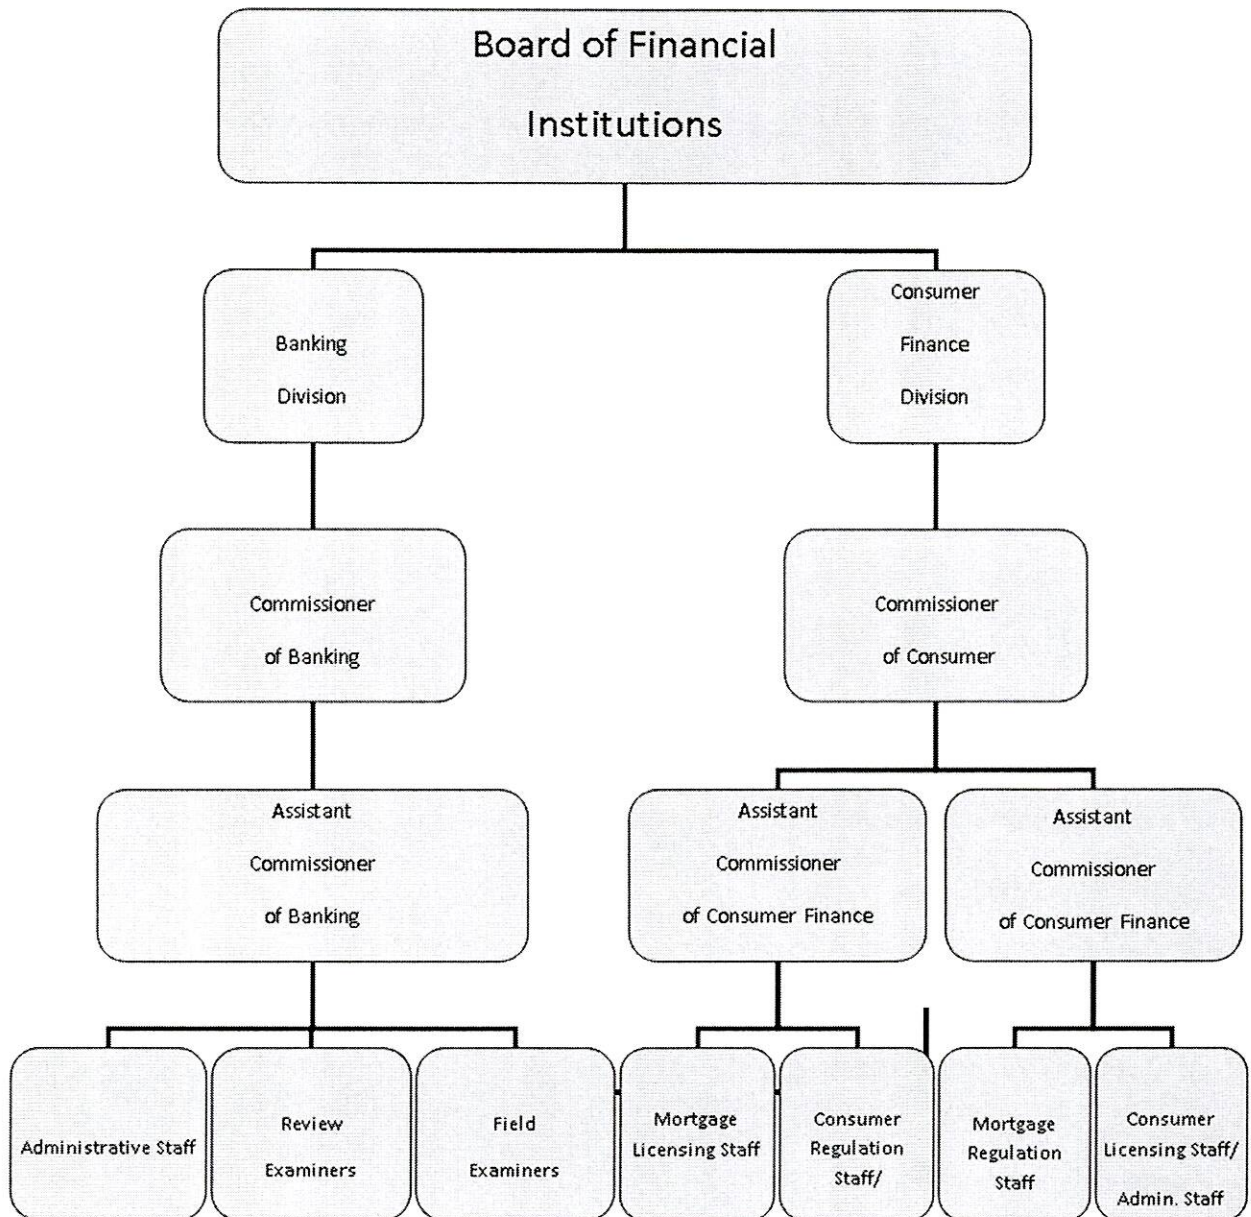 Board of Financial
Institutions
Banking
Division
Consumer
Finance
Division
Commissioner
of Banking
Commissioner
of Consumer
Assistant
Commissioner
of Banking
Assistant
Commissioner
of Consumer Finance
Assistant
Commissioner
of Consumer Finance
Administrative Staff
Review
Examiners
Field
Examiners
Mortgage
Licensing Staff
Consumer
Regulation
Staff/
Mortgage
Regulation
Staff
Consumer
Licensing Staff/
Admin. Staff